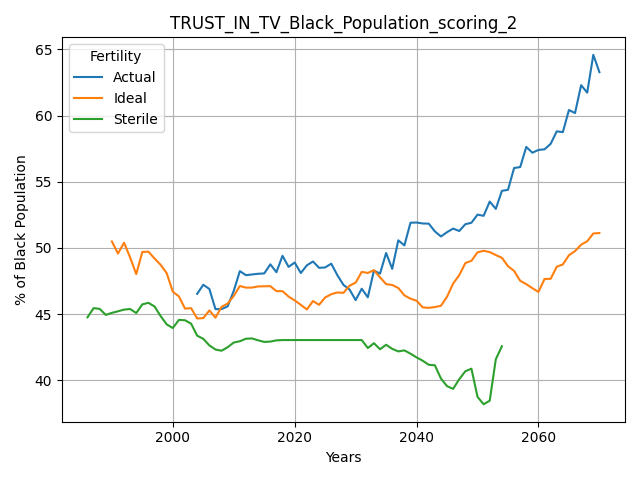 TRUST_IN_TV_Black_Population_scoring_2
Fertility
Actual
Ideal
Sterile
% of Black Population
65
60
55
50
45
40
2000
2020
2040
2060
Years